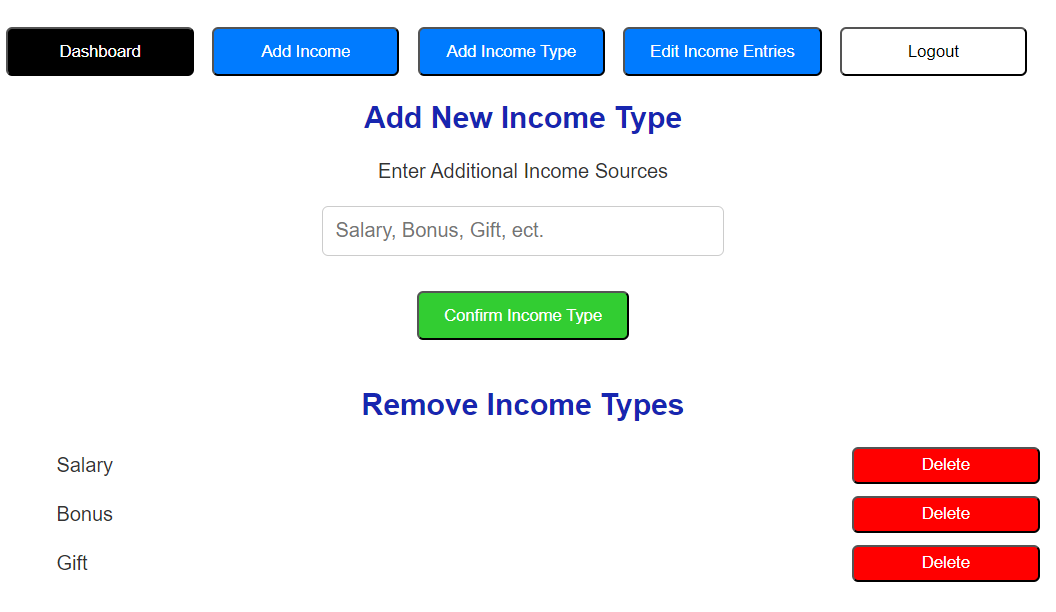 Dashboard Add Income Add Income Type Edit Income Entries Logout
Add New Income Type
Enter Additional Income Sources
Salary, Bonus, Gift, ect.
Confirm Income Type
Remove Income Types
Salary Delete
Bonus Delete
Gift Delete